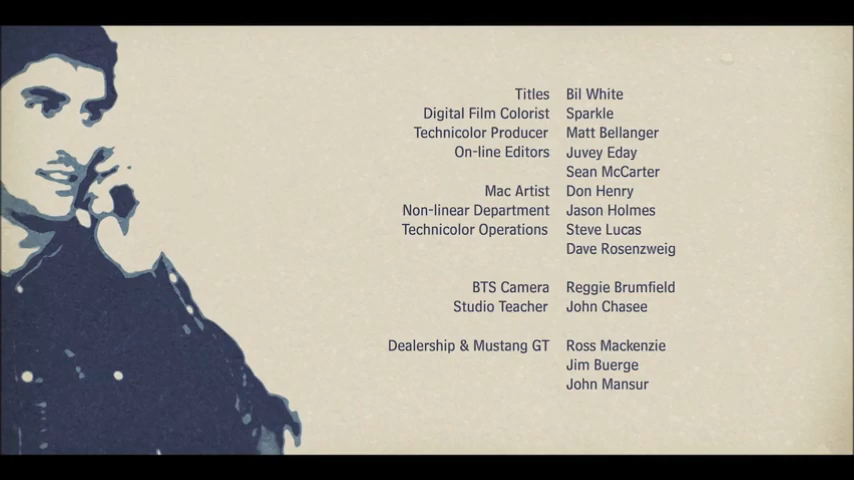 Titles Bil White
Digital Film Colorist Sparkle
Technicolor Producer Matt Bellanger
On-line Editors Juvey Eday
Sean McCarter
Mac Artist Don Henry
Non-linear Department Jason Holmes
Technicolor Operations Steve Lucas
Dave Rosenzweig
BTS Camera Reggie Brumfield
Studio Teacher John Chasee
Dealership & Mustang GT Ross Mackenzie
Jim Buerge
John Mansur